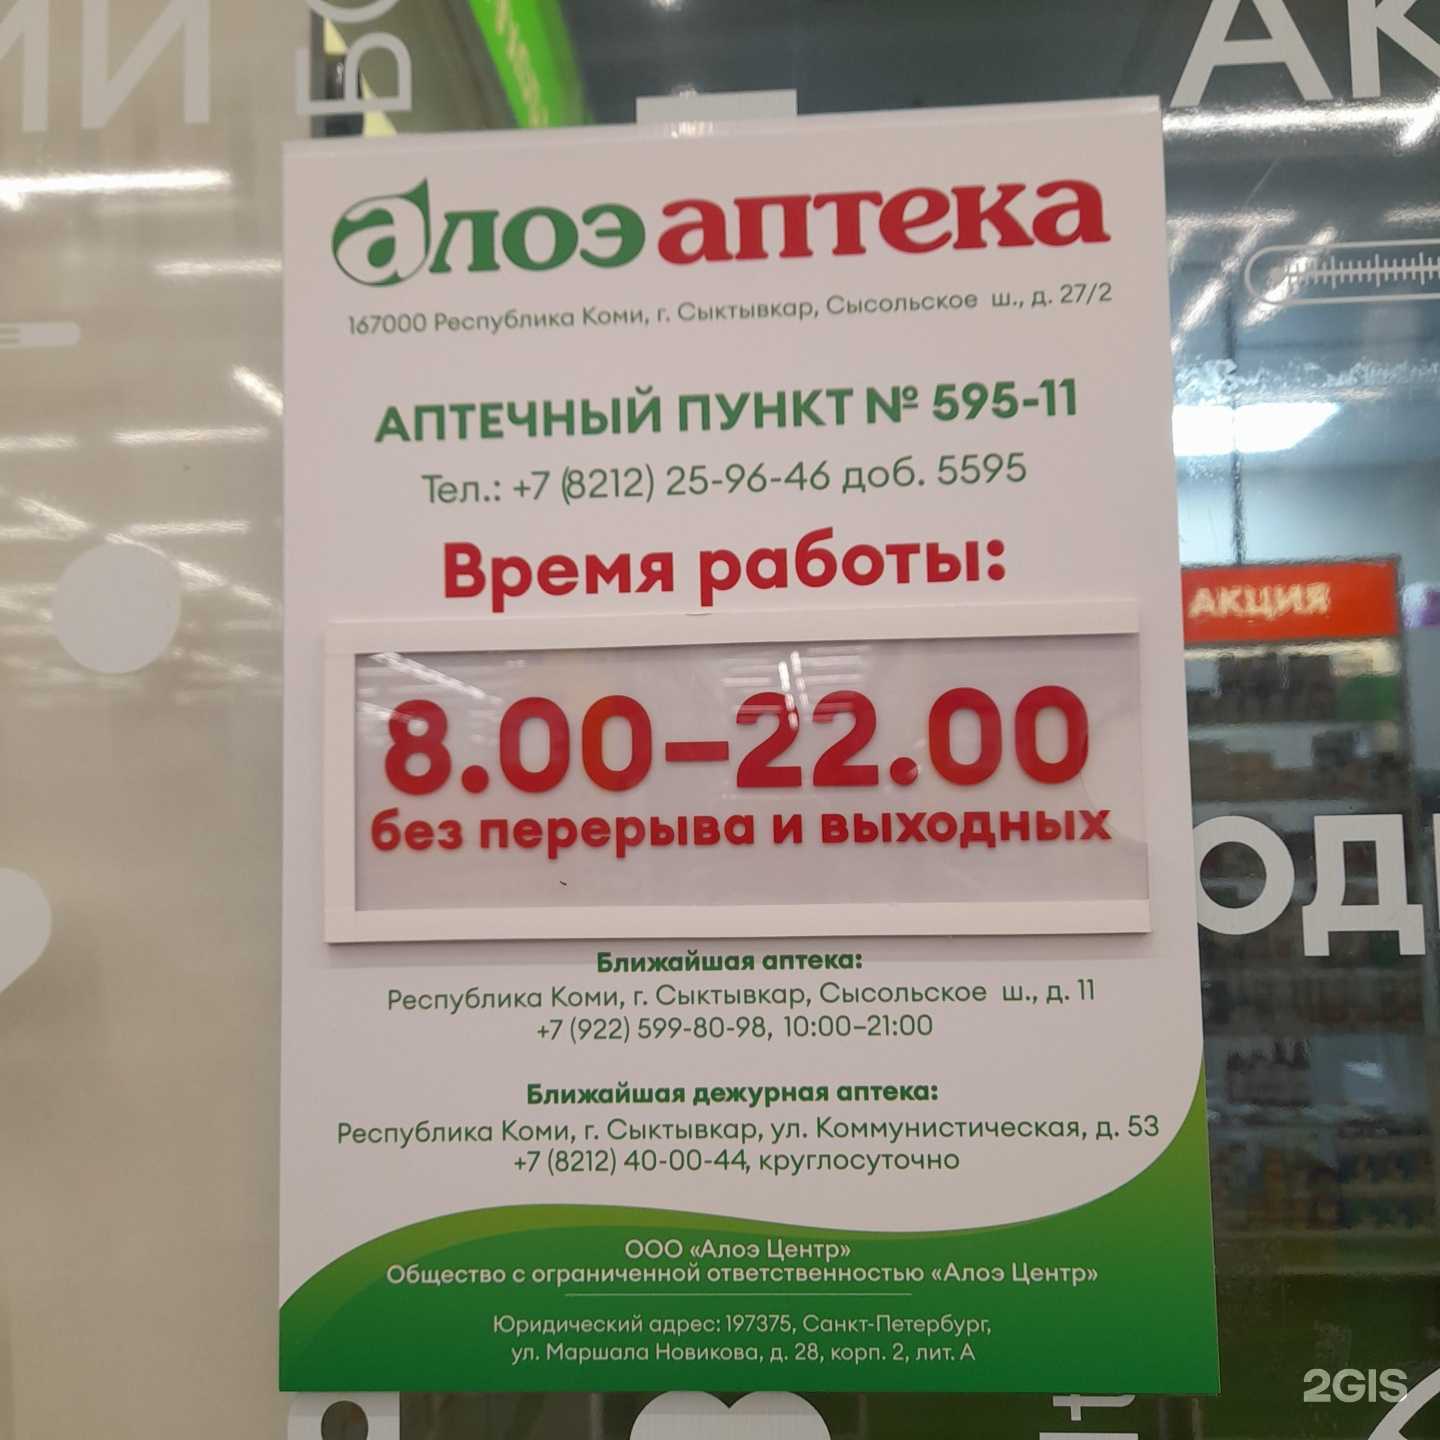 алоэ аптека
167000 Республика Коми, г. Сыктывкар, Сысольское ш., д. 27/2
АПТЕЧНЫЙ ПУНКТ № 595-11
Тел.: +7 (8212) 25-96-46 доб. 5595
Время работы:
8.00–22.00
без перерыва и выходных
АКЦИЯ
Ближайшая аптека:
Республика Коми, г. Сыктывкар, Сысольское ш., д. 11
+7 (922) 599-80-98, 10:00–21:00
Ближайшая дежурная аптека:
Республика Коми, г. Сыктывкар, ул. Коммунистическая, д. 53
+7 (8212) 40-00-44, круглосуточно
ООО «Алоэ Центр»
Общество с ограниченной ответственностью «Алоэ Центр»
Юридический адрес: 197375, Санкт-Петербург,
ул. Маршала Новикова, д. 28, корп. 2, лит. А
2GIS